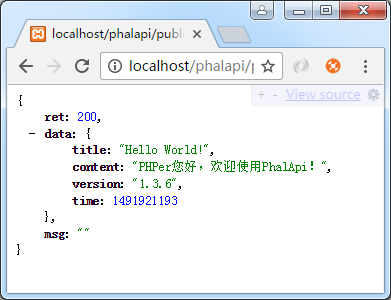 localhost/phalapi/publ
localhost/phalapi/p
+ - View source
{
ret: 200,
- data: {
title: "Hello World!",
content: "PHPer您好，欢迎使用PhalApi！",
version: "1.3.6",
time: 1491921193
},
msg: ""
}